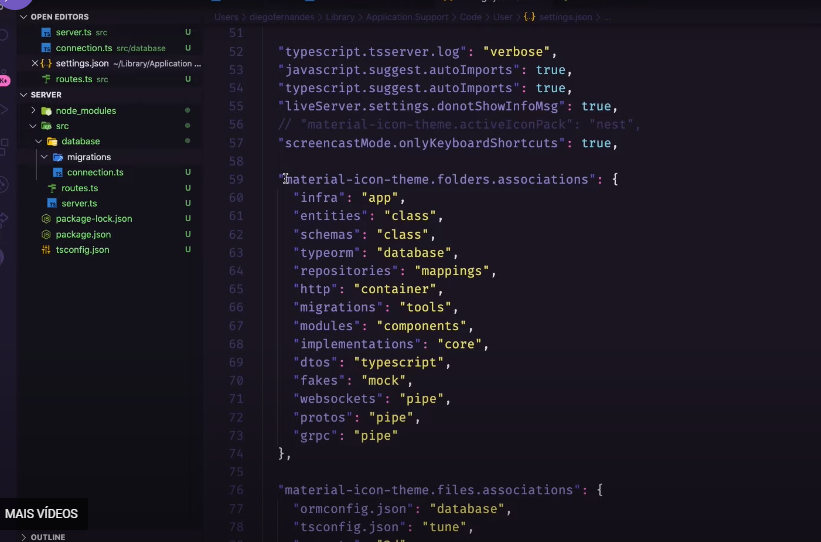 OPEN EDITORS
server.ts src U
connection.ts src/database U
settings.json ~/Library/Application ...
routes.ts src U
SERVER
node_modules
src
database
migrations
connection.ts U
routes.ts U
server.ts U
package-lock.json U
package.json U
tsconfig.json U
OUTLINE
MAIS VÍDEOS
Users > diegofernandes > Library > Application Support > Code > User > {..} settings.json > ...
51
52 "typescript.tsserver.log": "verbose",
53 "javascript.suggest.autoImports": true,
54 "typescript.suggest.autoImports": true,
55 "liveServer.settings.donotShowInfoMsg": true,
56 // "material-icon-theme.activeIconPack": "nest",
57 "screencastMode.onlyKeyboardShortcuts": true,
58
59 "material-icon-theme.folders.associations": {
60 "infra": "app",
61 "entities": "class",
62 "schemas": "class",
63 "typeorm": "database",
64 "repositories": "mappings",
65 "http": "container",
66 "migrations": "tools",
67 "modules": "components",
68 "implementations": "core",
69 "dtos": "typescript",
70 "fakes": "mock",
71 "websockets": "pipe",
72 "protos": "pipe",
73 "grpc": "pipe"
74 },
75
76 "material-icon-theme.files.associations": {
77 "ormconfig.json": "database",
78 "tsconfig.json": "tune",